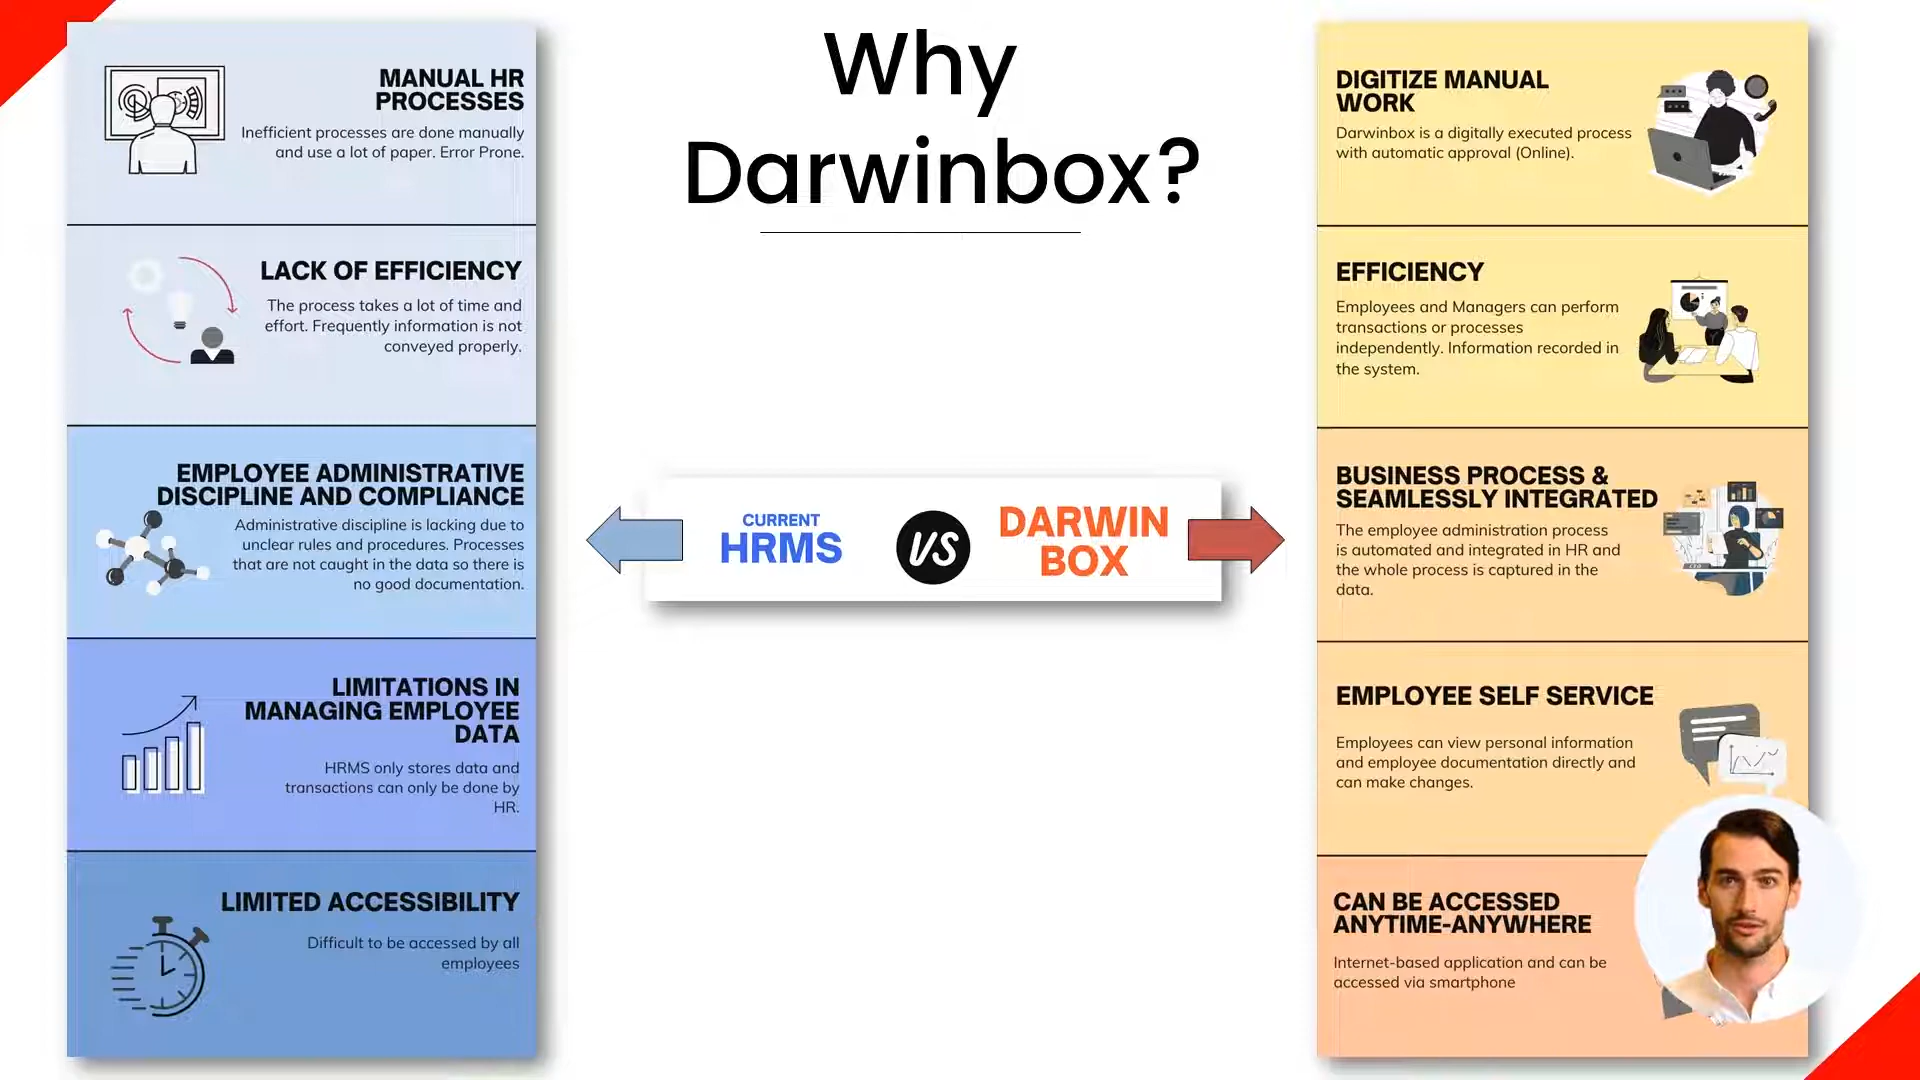 Why
Darwinbox?
MANUAL HR
PROCESSES
Inefficient processes are done manually
and use a lot of paper. Error Prone.
LACK OF EFFICIENCY
The process takes a lot of time and
effort. Frequently information is not
conveyed properly.
EMPLOYEE ADMINISTRATIVE
DISCIPLINE AND COMPLIANCE
Administrative discipline is lacking due to
unclear rules and procedures. Processes
that are not caught in the data so there is
no good documentation.
LIMITATIONS IN
MANAGING EMPLOYEE
DATA
HRMS only stores data and
transactions can only be done by
HR.
LIMITED ACCESSIBILITY
Difficult to be accessed by all
employees
CURRENT
HRMS
VS
DARWIN
BOX
DIGITIZE MANUAL
WORK
Darwinbox is a digitally executed process
with automatic approval (Online).
EFFICIENCY
Employees and Managers can perform
transactions or processes
independently. Information recorded in
the system.
BUSINESS PROCESS &
SEAMLESSLY INTEGRATED
The employee administration process
is automated and integrated in HR and
the whole process is captured in the
data.
EMPLOYEE SELF SERVICE
Employees can view personal information
and employee documentation directly and
can make changes.
CAN BE ACCESSED
ANYTIME-ANYWHERE
Internet-based application and can be
accessed via smartphone